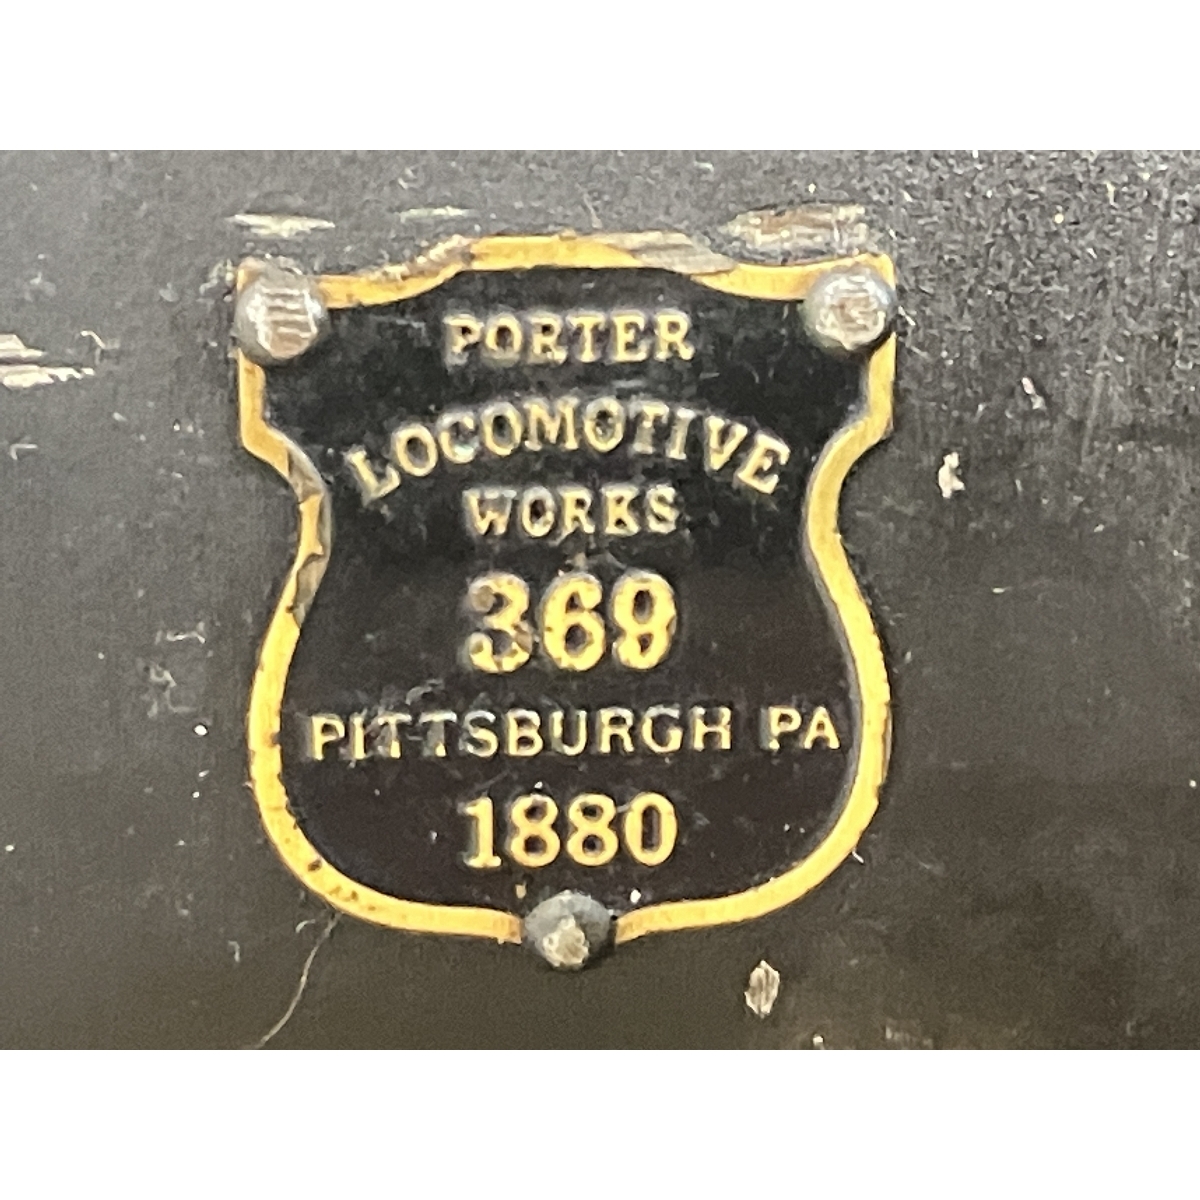 PORTER
LOCOMOTIVE
WORKS
369
PITTSBURGH PA
1880